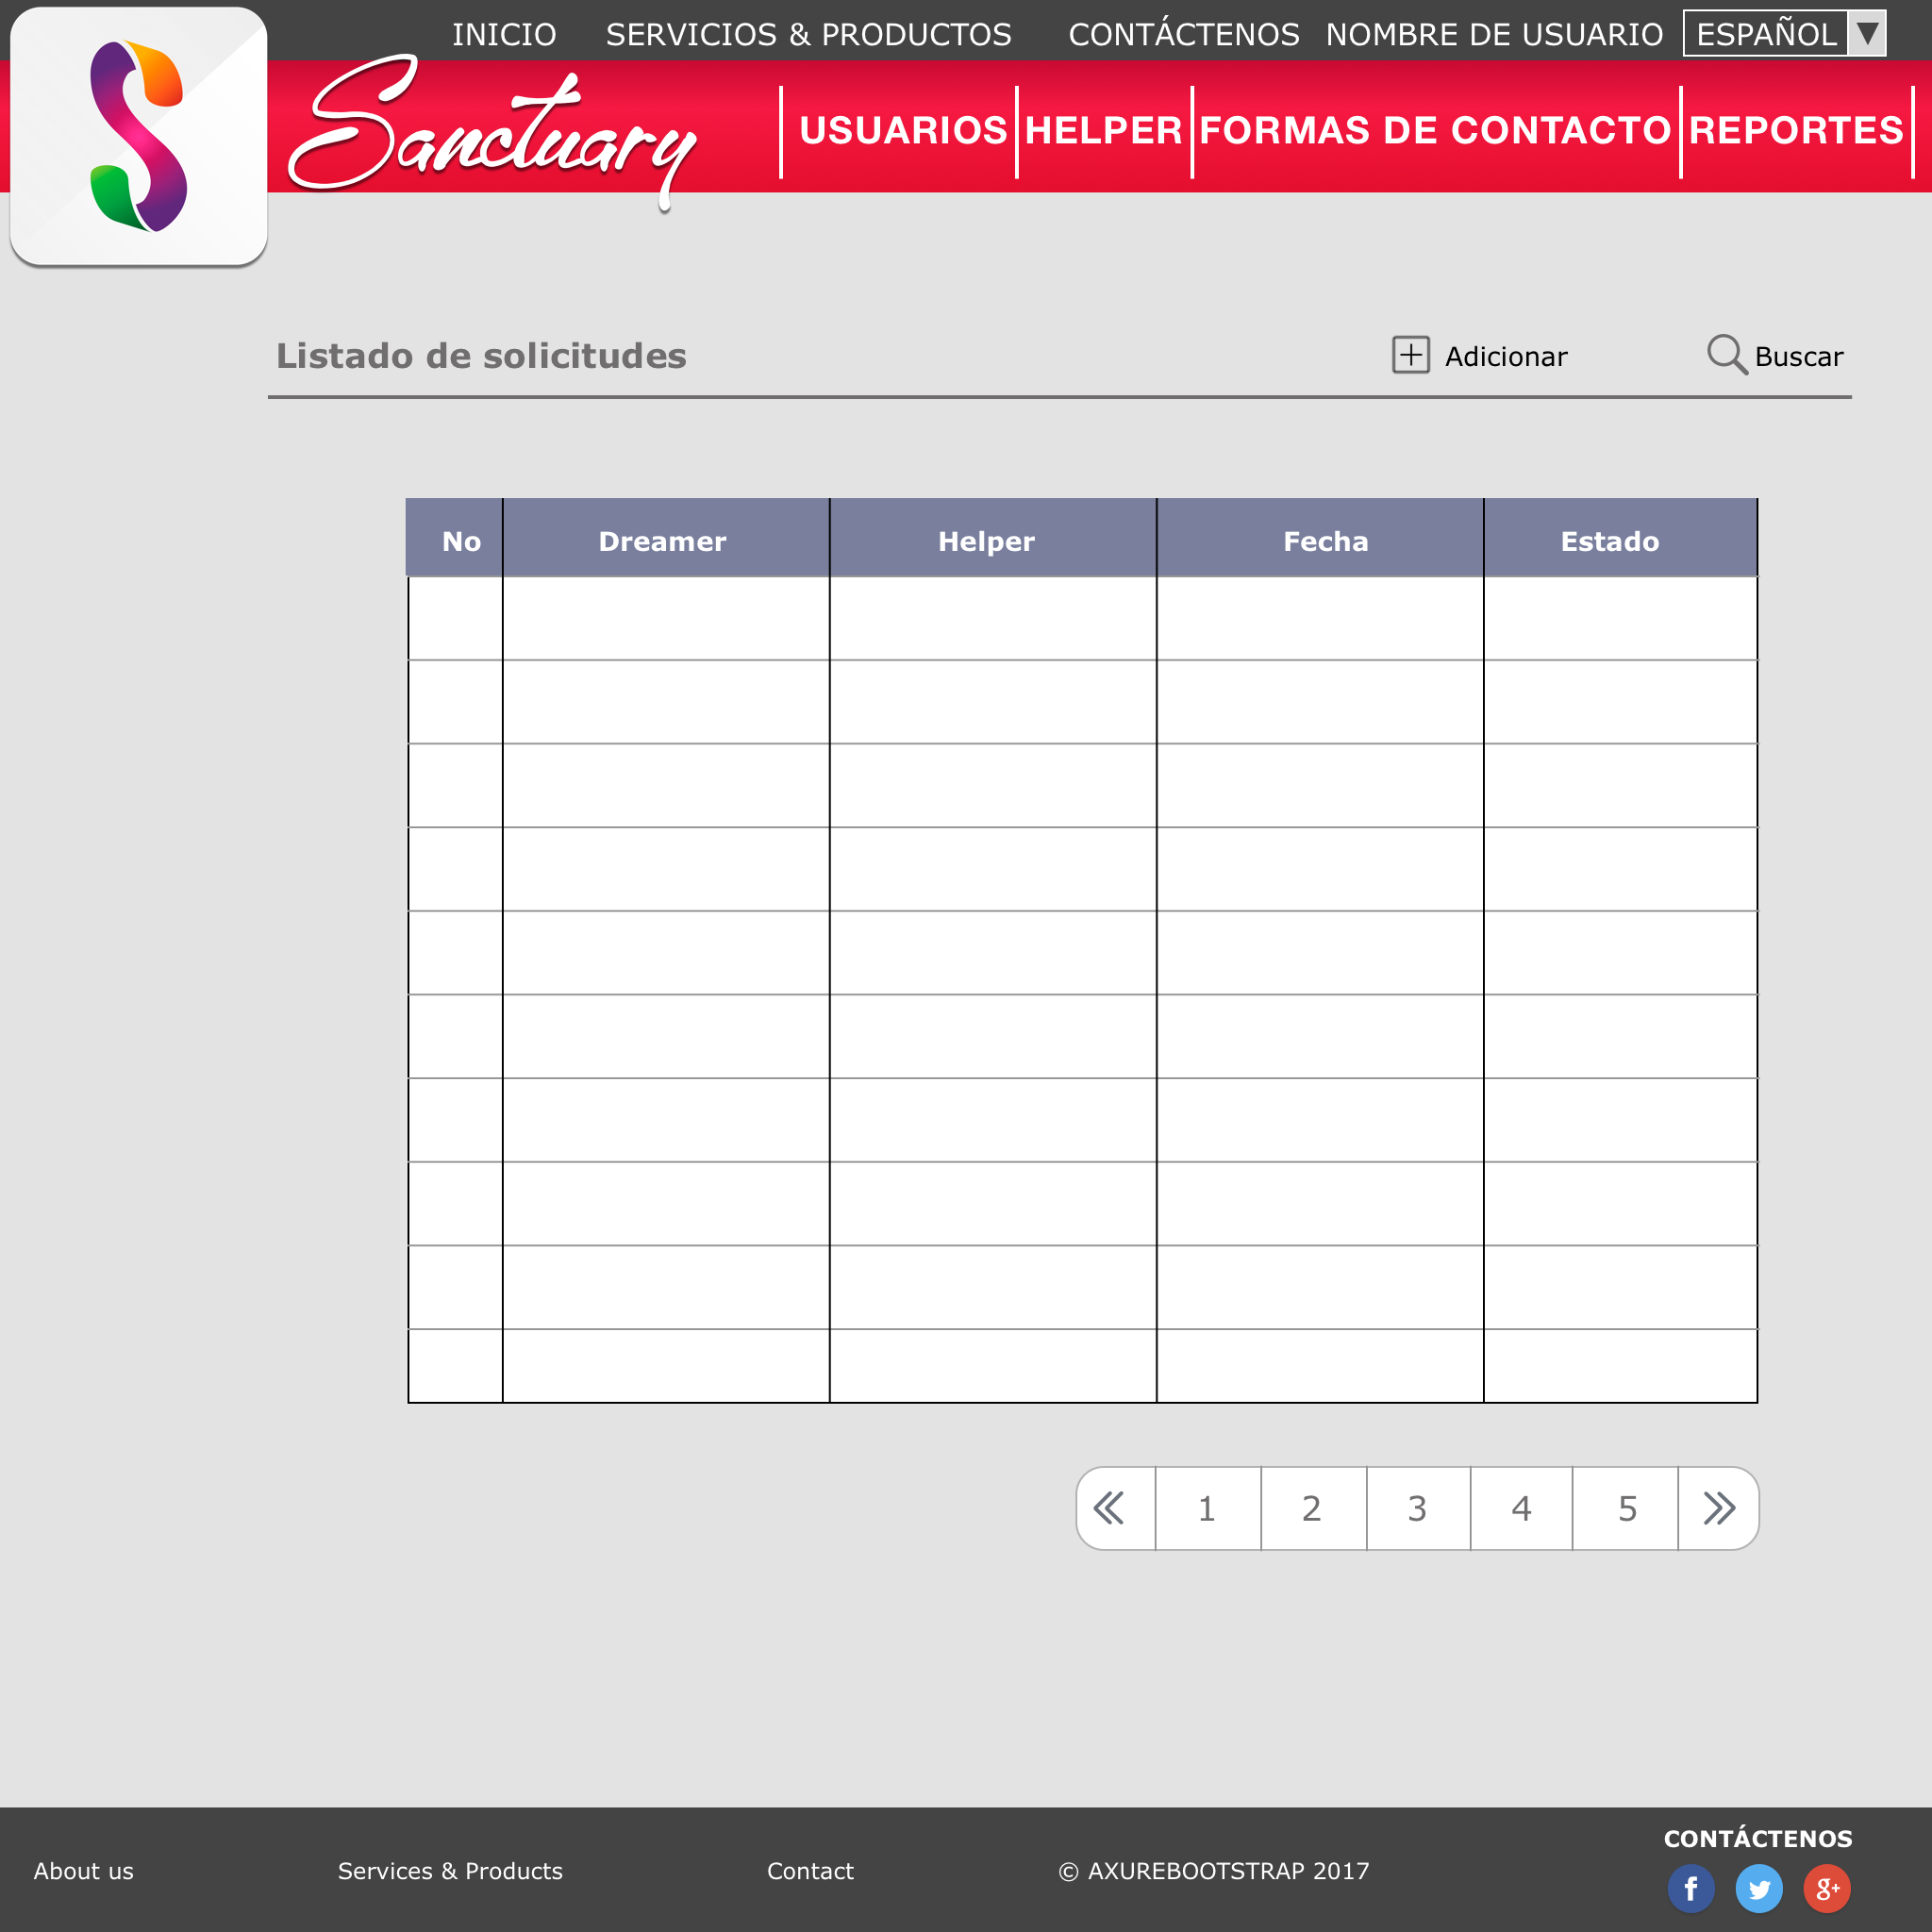 INICIO SERVICIOS & PRODUCTOS CONTÁCTENOS NOMBRE DE USUARIO ESPAÑOL
Sanctuary
USUARIOS HELPER FORMAS DE CONTACTO REPORTES
Listado de solicitudes Adicionar Buscar
No Dreamer Helper Fecha Estado
1 2 3 4 5
CONTÁCTENOS
About us Services & Products Contact © AXUREBOOTSTRAP 2017
f g+